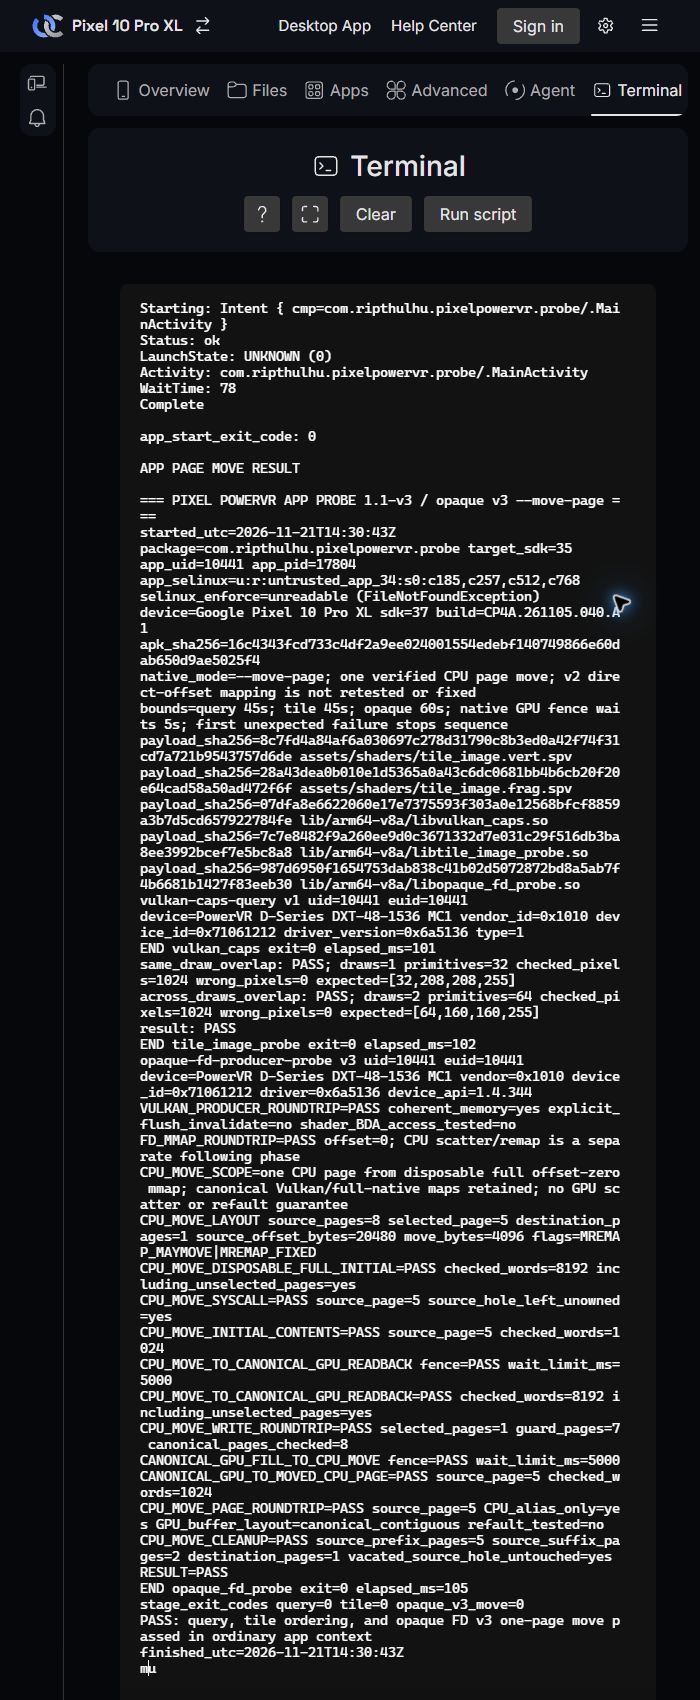 Pixel 10 Pro XL
Desktop App
Help Center
Sign in
Overview
Files
Apps
Advanced
Agent
Terminal
Terminal
?
Clear
Run script
Starting: Intent { cmp=com.ripthulhu.pixelpowervr.probe/.Mai
nActivity }
Status: ok
LaunchState: UNKNOWN (0)
Activity: com.ripthulhu.pixelpowervr.probe/.MainActivity
WaitTime: 78
Complete
app_start_exit_code: 0
APP PAGE MOVE RESULT
=== PIXEL POWERVR APP PROBE 1.1-v3 / opaque v3 --move-page =
==
started_utc=2026-11-21T14:30:43Z
package=com.ripthulhu.pixelpowervr.probe target_sdk=35
app_uid=10441 app_pid=17804
app_selinux=u:r:untrusted_app_34:s0:c185,c257,c512,c768
selinux_enforce=unreadable (FileNotFoundException)
device=Google Pixel 10 Pro XL sdk=37 build=CP4A.261105.040.A
1
apk_sha256=16c4343fcd733c4df2a9ee024001554edebf140749866e60d
ab650d9ae5025f4
native_mode=--move-page; one verified CPU page move; v2 dire
ct-offset mapping is not retested or fixed
bounds=query 45s; tile 45s; opaque 60s; native GPU fence wai
ts 5s; first unexpected failure stops sequence
payload_sha256=8c7fd4a84af6a030697c278d31790c8b3ed0a42f74f31
cd7a721b9543757d6de assets/shaders/tile_image.vert.spv
payload_sha256=28a43dea0b010e1d5365a0a43c6dc0681bb4b6cb20f20
e64cad58a50ad472f6f assets/shaders/tile_image.frag.spv
payload_sha256=07dfa8e6622060e17e7375593f303a0e12568bfcf8859
a3b7d5cd657922784fe lib/arm64-v8a/libvulkan_caps.so
payload_sha256=7c7e8482f9a260ee9d0c3671332d7e031c29f516db3ba
8ee3992bcef7e5bc8a8 lib/arm64-v8a/libtile_image_probe.so
payload_sha256=987d6950f1654753dab838c41b02d5072872bd8a5ab7f
4b6681b1427f83eeb30 lib/arm64-v8a/libopaque_fd_probe.so
vulkan-caps-query v1 uid=10441 euid=10441
device=PowerVR D-Series DXT-48-1536 MC1 vendor_id=0x1010 dev
ice_id=0x71061212 driver_version=0x6a5136 type=1
END vulkan_caps exit=0 elapsed_ms=101
same_draw_overlap: PASS; draws=1 primitives=32 checked_pixel
s=1024 wrong_pixels=0 expected=[32,208,208,255]
across_draws_overlap: PASS; draws=2 primitives=64 checked_pi
xels=1024 wrong_pixels=0 expected=[64,160,160,255]
result: PASS
END tile_image_probe exit=0 elapsed_ms=102
opaque-fd-producer-probe v3 uid=10441 euid=10441
device=PowerVR D-Series DXT-48-1536 MC1 vendor=0x1010 device
_id=0x71061212 driver=0x6a5136 device_api=1.4.344
VULKAN_PRODUCER_ROUNDTRIP=PASS coherent_memory=yes explicit_
flush_invalidate=no shader_BDA_access_tested=no
FD_MMAP_ROUNDTRIP=PASS offset=0; CPU scatter/remap is a sepa
rate following phase
CPU_MOVE_SCOPE=one CPU page from disposable full offset-zero
 mmap; canonical Vulkan/full-native maps retained; no GPU sc
atter or refault guarantee
CPU_MOVE_LAYOUT source_pages=8 selected_page=5 destination_p
ages=1 source_offset_bytes=20480 move_bytes=4096 flags=MREMA
P_MAYMOVE|MREMAP_FIXED
CPU_MOVE_DISPOSABLE_FULL_INITIAL=PASS checked_words=8192 inc
luding_unselected_pages=yes
CPU_MOVE_SYSCALL=PASS source_page=5 source_hole_left_unowned
=yes
CPU_MOVE_INITIAL_CONTENTS=PASS source_page=5 checked_words=1
024
CPU_MOVE_TO_CANONICAL_GPU_READBACK fence=PASS wait_limit_ms=
5000
CPU_MOVE_TO_CANONICAL_GPU_READBACK=PASS checked_words=8192 i
ncluding_unselected_pages=yes
CPU_MOVE_WRITE_ROUNDTRIP=PASS selected_pages=1 guard_pages=7
 canonical_pages_checked=8
CANONICAL_GPU_FILL_TO_CPU_MOVE fence=PASS wait_limit_ms=5000
CANONICAL_GPU_TO_MOVED_CPU_PAGE=PASS source_page=5 checked_w
ords=1024
CPU_MOVE_PAGE_ROUNDTRIP=PASS source_page=5 CPU_alias_only=ye
s GPU_buffer_layout=canonical_contiguous refault_tested=no
CPU_MOVE_CLEANUP=PASS source_prefix_pages=5 source_suffix_pa
ges=2 destination_pages=1 vacated_source_hole_untouched=yes
RESULT=PASS
END opaque_fd_probe exit=0 elapsed_ms=105
stage_exit_codes query=0 tile=0 opaque_v3_move=0
PASS: query, tile ordering, and opaque FD v3 one-page move p
assed in ordinary app context
finished_utc=2026-11-21T14:30:43Z
mu